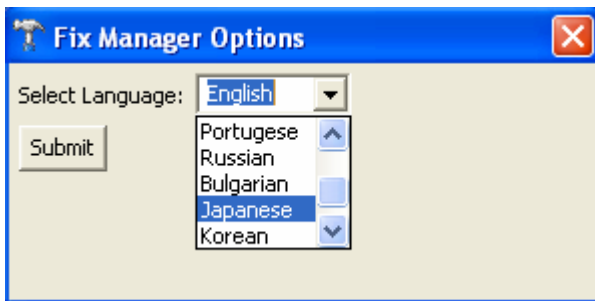 Fix Manager Options
Select Language: English
Submit
Portugese
Russian
Bulgarian
Japanese
Korean